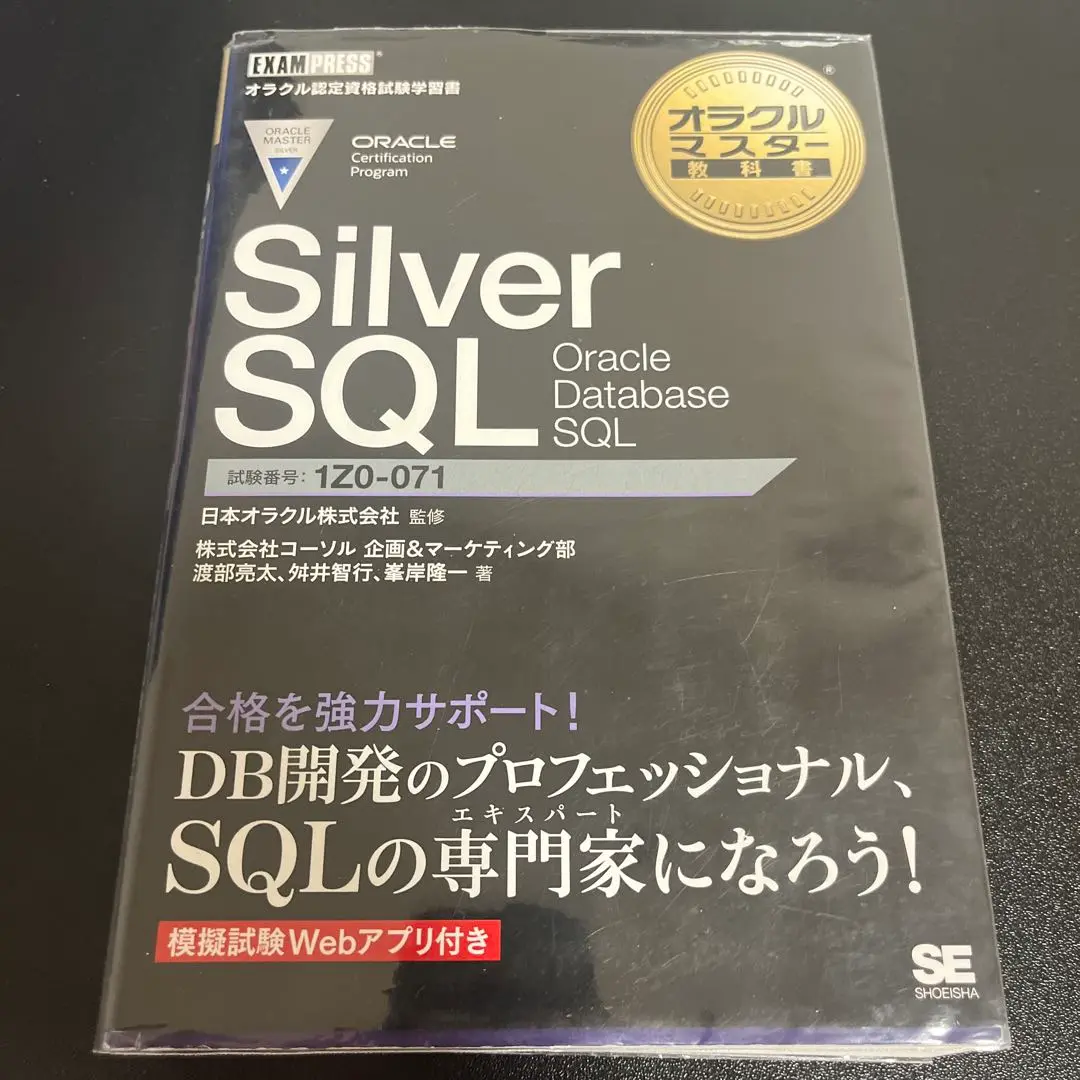 EXAMPRESS®
オラクル認定資格試験学習書
ORACLE
MASTER
SILVER
ORACLE
Certification
Program
オラクル
マスター
教科書
®
Silver
SQL
Oracle
Database
SQL
試験番号：1Z0-071
日本オラクル株式会社 監修
株式会社コーソル 企画&マーケティング部
渡部亮太、舛井智行、峯岸隆一 著
合格を強力サポート！
DB開発のプロフェッショナル、
エキスパート
SQLの専門家になろう！
模擬試験Webアプリ付き
SE
SHOEISHA